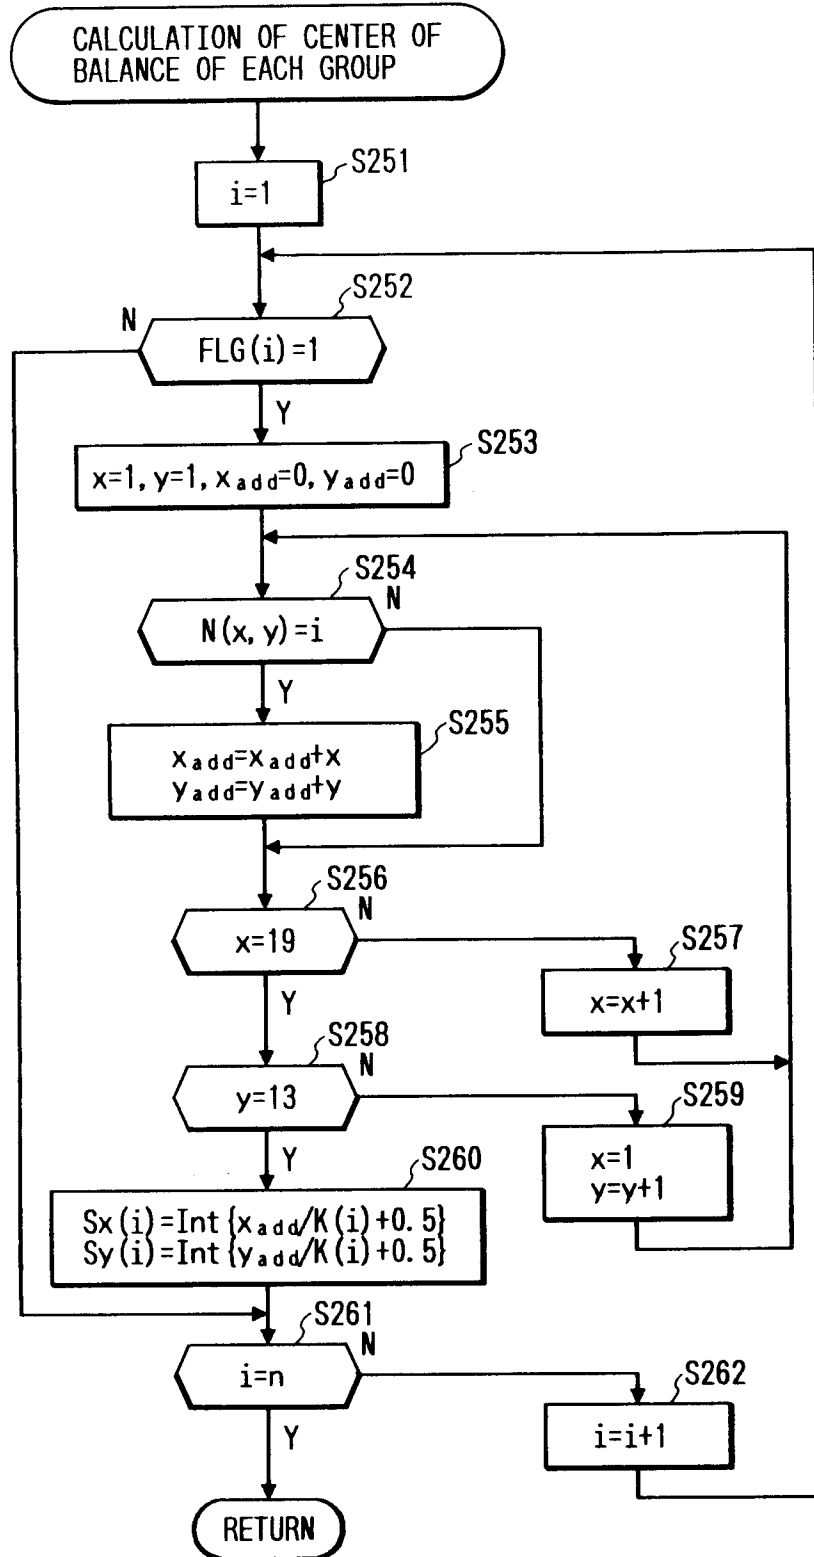 CALCULATION OF CENTER OF
BALANCE OF EACH GROUP
S251
i=1
S252
N
FLG(i)=1
Y
S253
x=1, y=1, xadd=0, yadd=0
S254
N
N(x, y)=i
Y
S255
xadd=xadd+x
yadd=yadd+y
S256
N
x=19
S257
x=x+1
Y
S258
N
y=13
S259
x=1
y=y+1
Y
S260
Sx(i)=Int{xadd/K(i)+0.5}
Sy(i)=Int{yadd/K(i)+0.5}
S261
N
i=n
S262
i=i+1
Y
RETURN